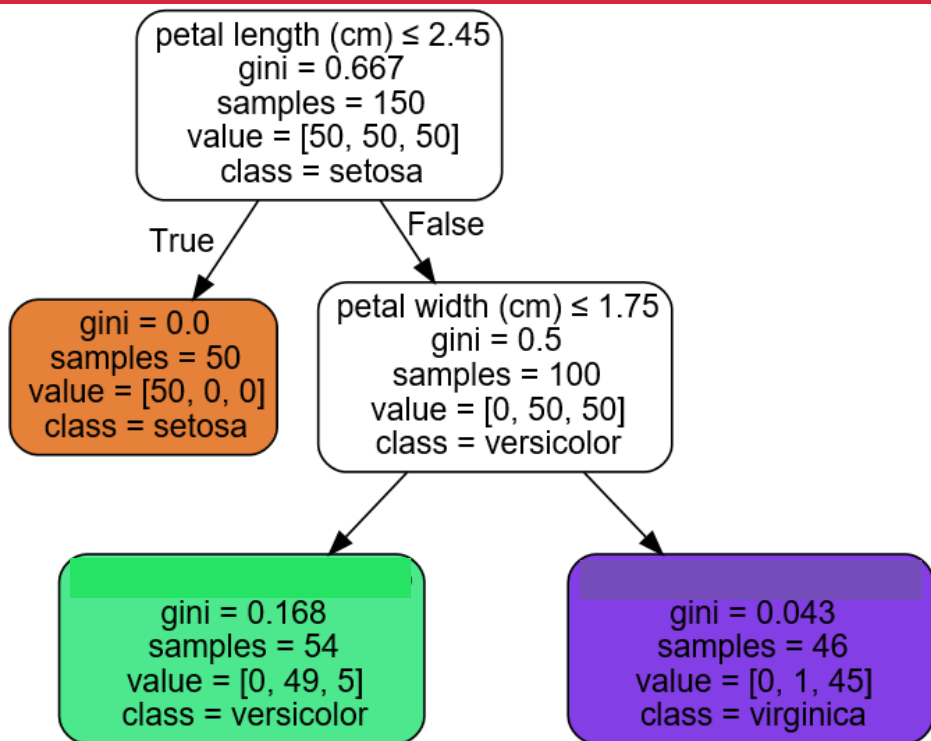 petal length (cm) ≤ 2.45
gini = 0.667
samples = 150
value = [50, 50, 50]
class = setosa
True
False
gini = 0.0
samples = 50
value = [50, 0, 0]
class = setosa
petal width (cm) ≤ 1.75
gini = 0.5
samples = 100
value = [0, 50, 50]
class = versicolor
gini = 0.168
samples = 54
value = [0, 49, 5]
class = versicolor
gini = 0.043
samples = 46
value = [0, 1, 45]
class = virginica